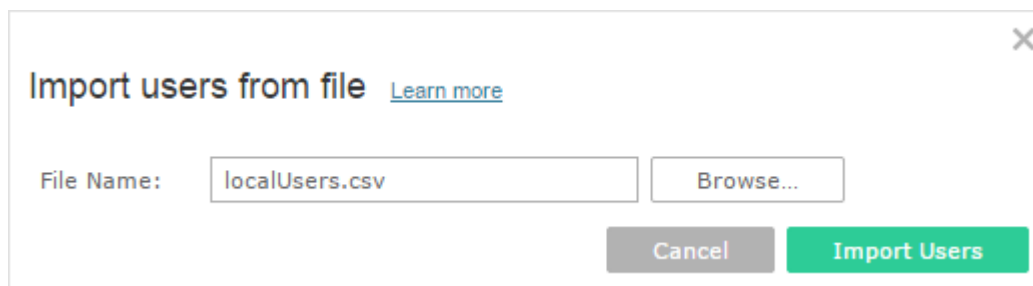 Import users from file Learn more
File Name: localUsers.csv Browse...
Cancel Import Users